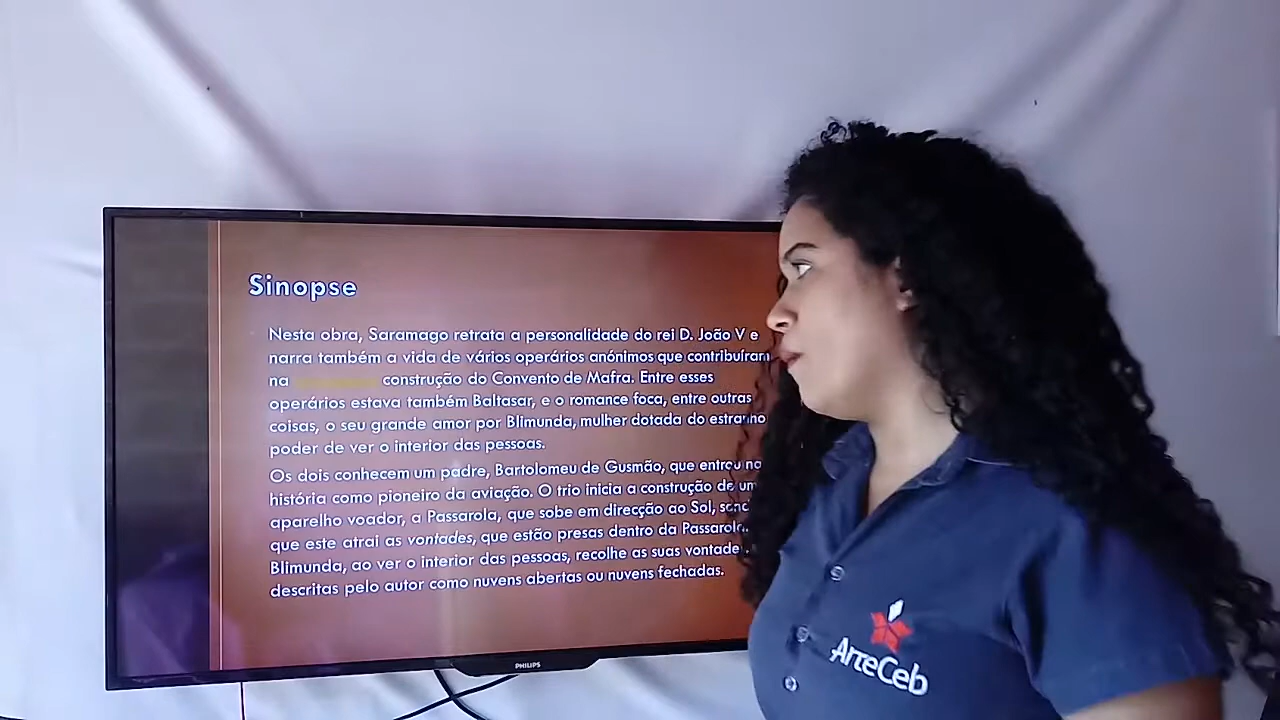 Sinopse
Nesta obra, Saramago retrata a personalidade do rei D. João V e
narra também a vida de vários operários anónimos que contribuíram
na construção do Convento de Mafra. Entre esses
operários estava também Baltasar, e o romance foca, entre outras
coisas, o seu grande amor por Blimunda, mulher dotada do estranho
poder de ver o interior das pessoas.
Os dois conhecem um padre, Bartolomeu de Gusmão, que entrou na
história como pioneiro da aviação. O trio inicia a construção de um
aparelho voador, a Passarola, que sobe em direcção ao Sol,
que este atrai as vontades, que estão presas dentro da Passarola.
Blimunda, ao ver o interior das pessoas, recolhe as suas
descritas pelo autor como nuvens abertas ou nuvens fechadas.
PHILIPS
ArteCeb